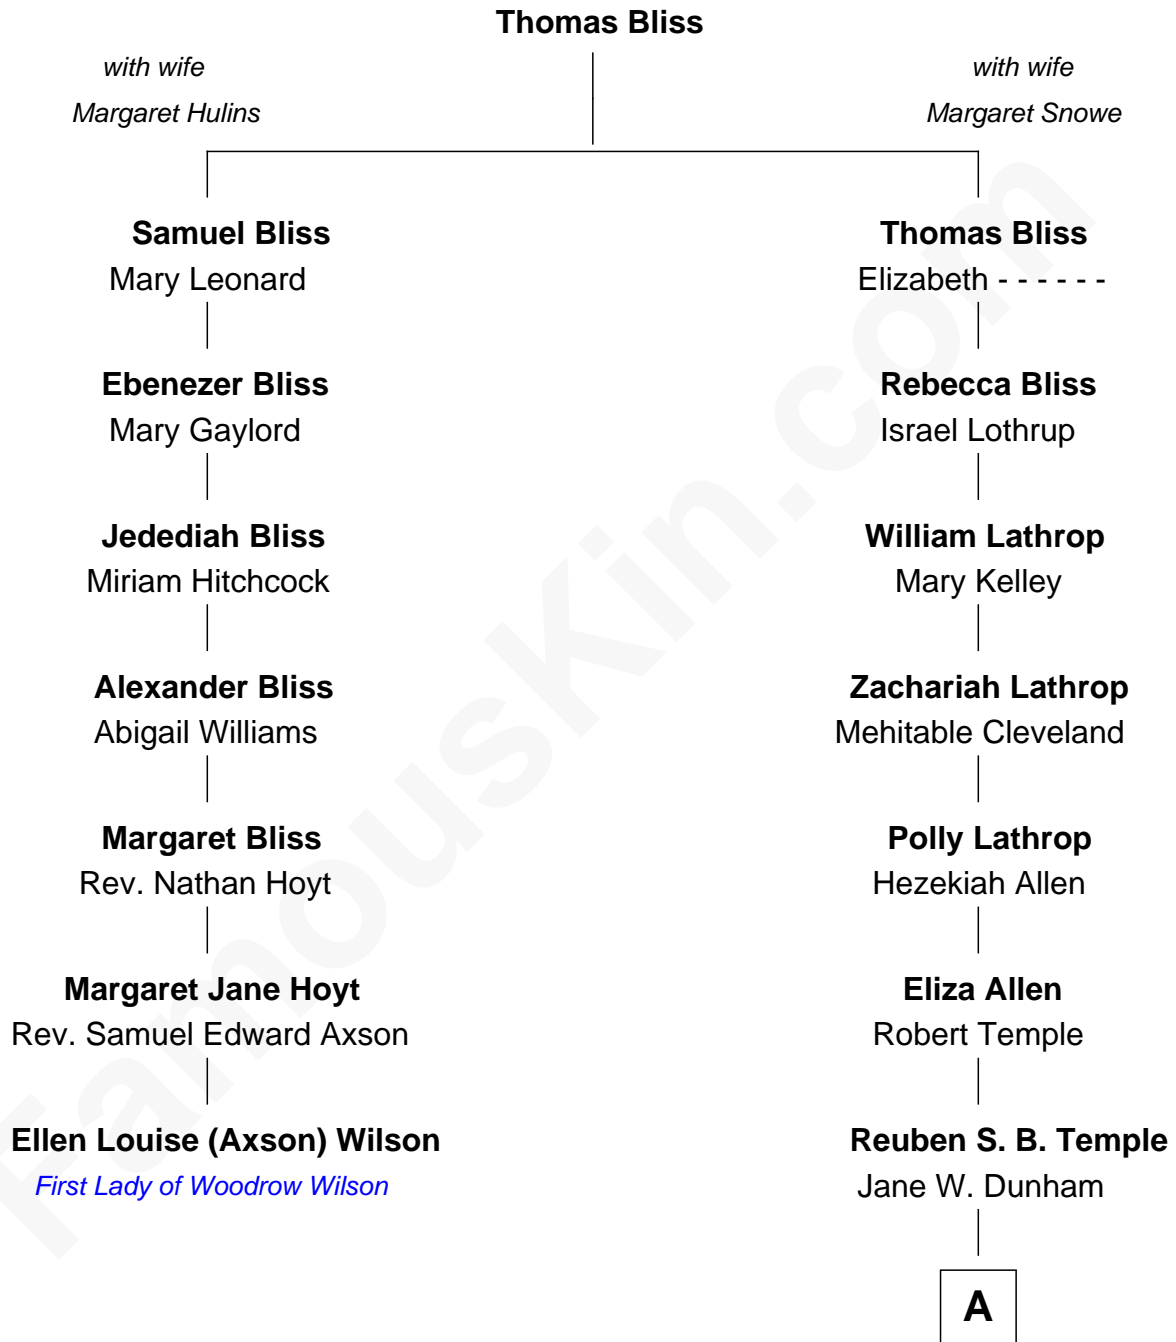 Thomas Bliss
with wife
Margaret Hulins
with wife
Margaret Snowe
Samuel Bliss
Mary Leonard
Thomas Bliss
Elizabeth - - - - - -
Ebenezer Bliss
Mary Gaylord
Rebecca Bliss
Israel Lothrup
Jedediah Bliss
Miriam Hitchcock
William Lathrop
Mary Kelley
Alexander Bliss
Abigail Williams
Zachariah Lathrop
Mehitable Cleveland
Margaret Bliss
Rev. Nathan Hoyt
Polly Lathrop
Hezekiah Allen
Margaret Jane Hoyt
Rev. Samuel Edward Axson
Eliza Allen
Robert Temple
Ellen Louise (Axson) Wilson
First Lady of Woodrow Wilson
Reuben S. B. Temple
Jane W. Dunham
A
FamousKin.com